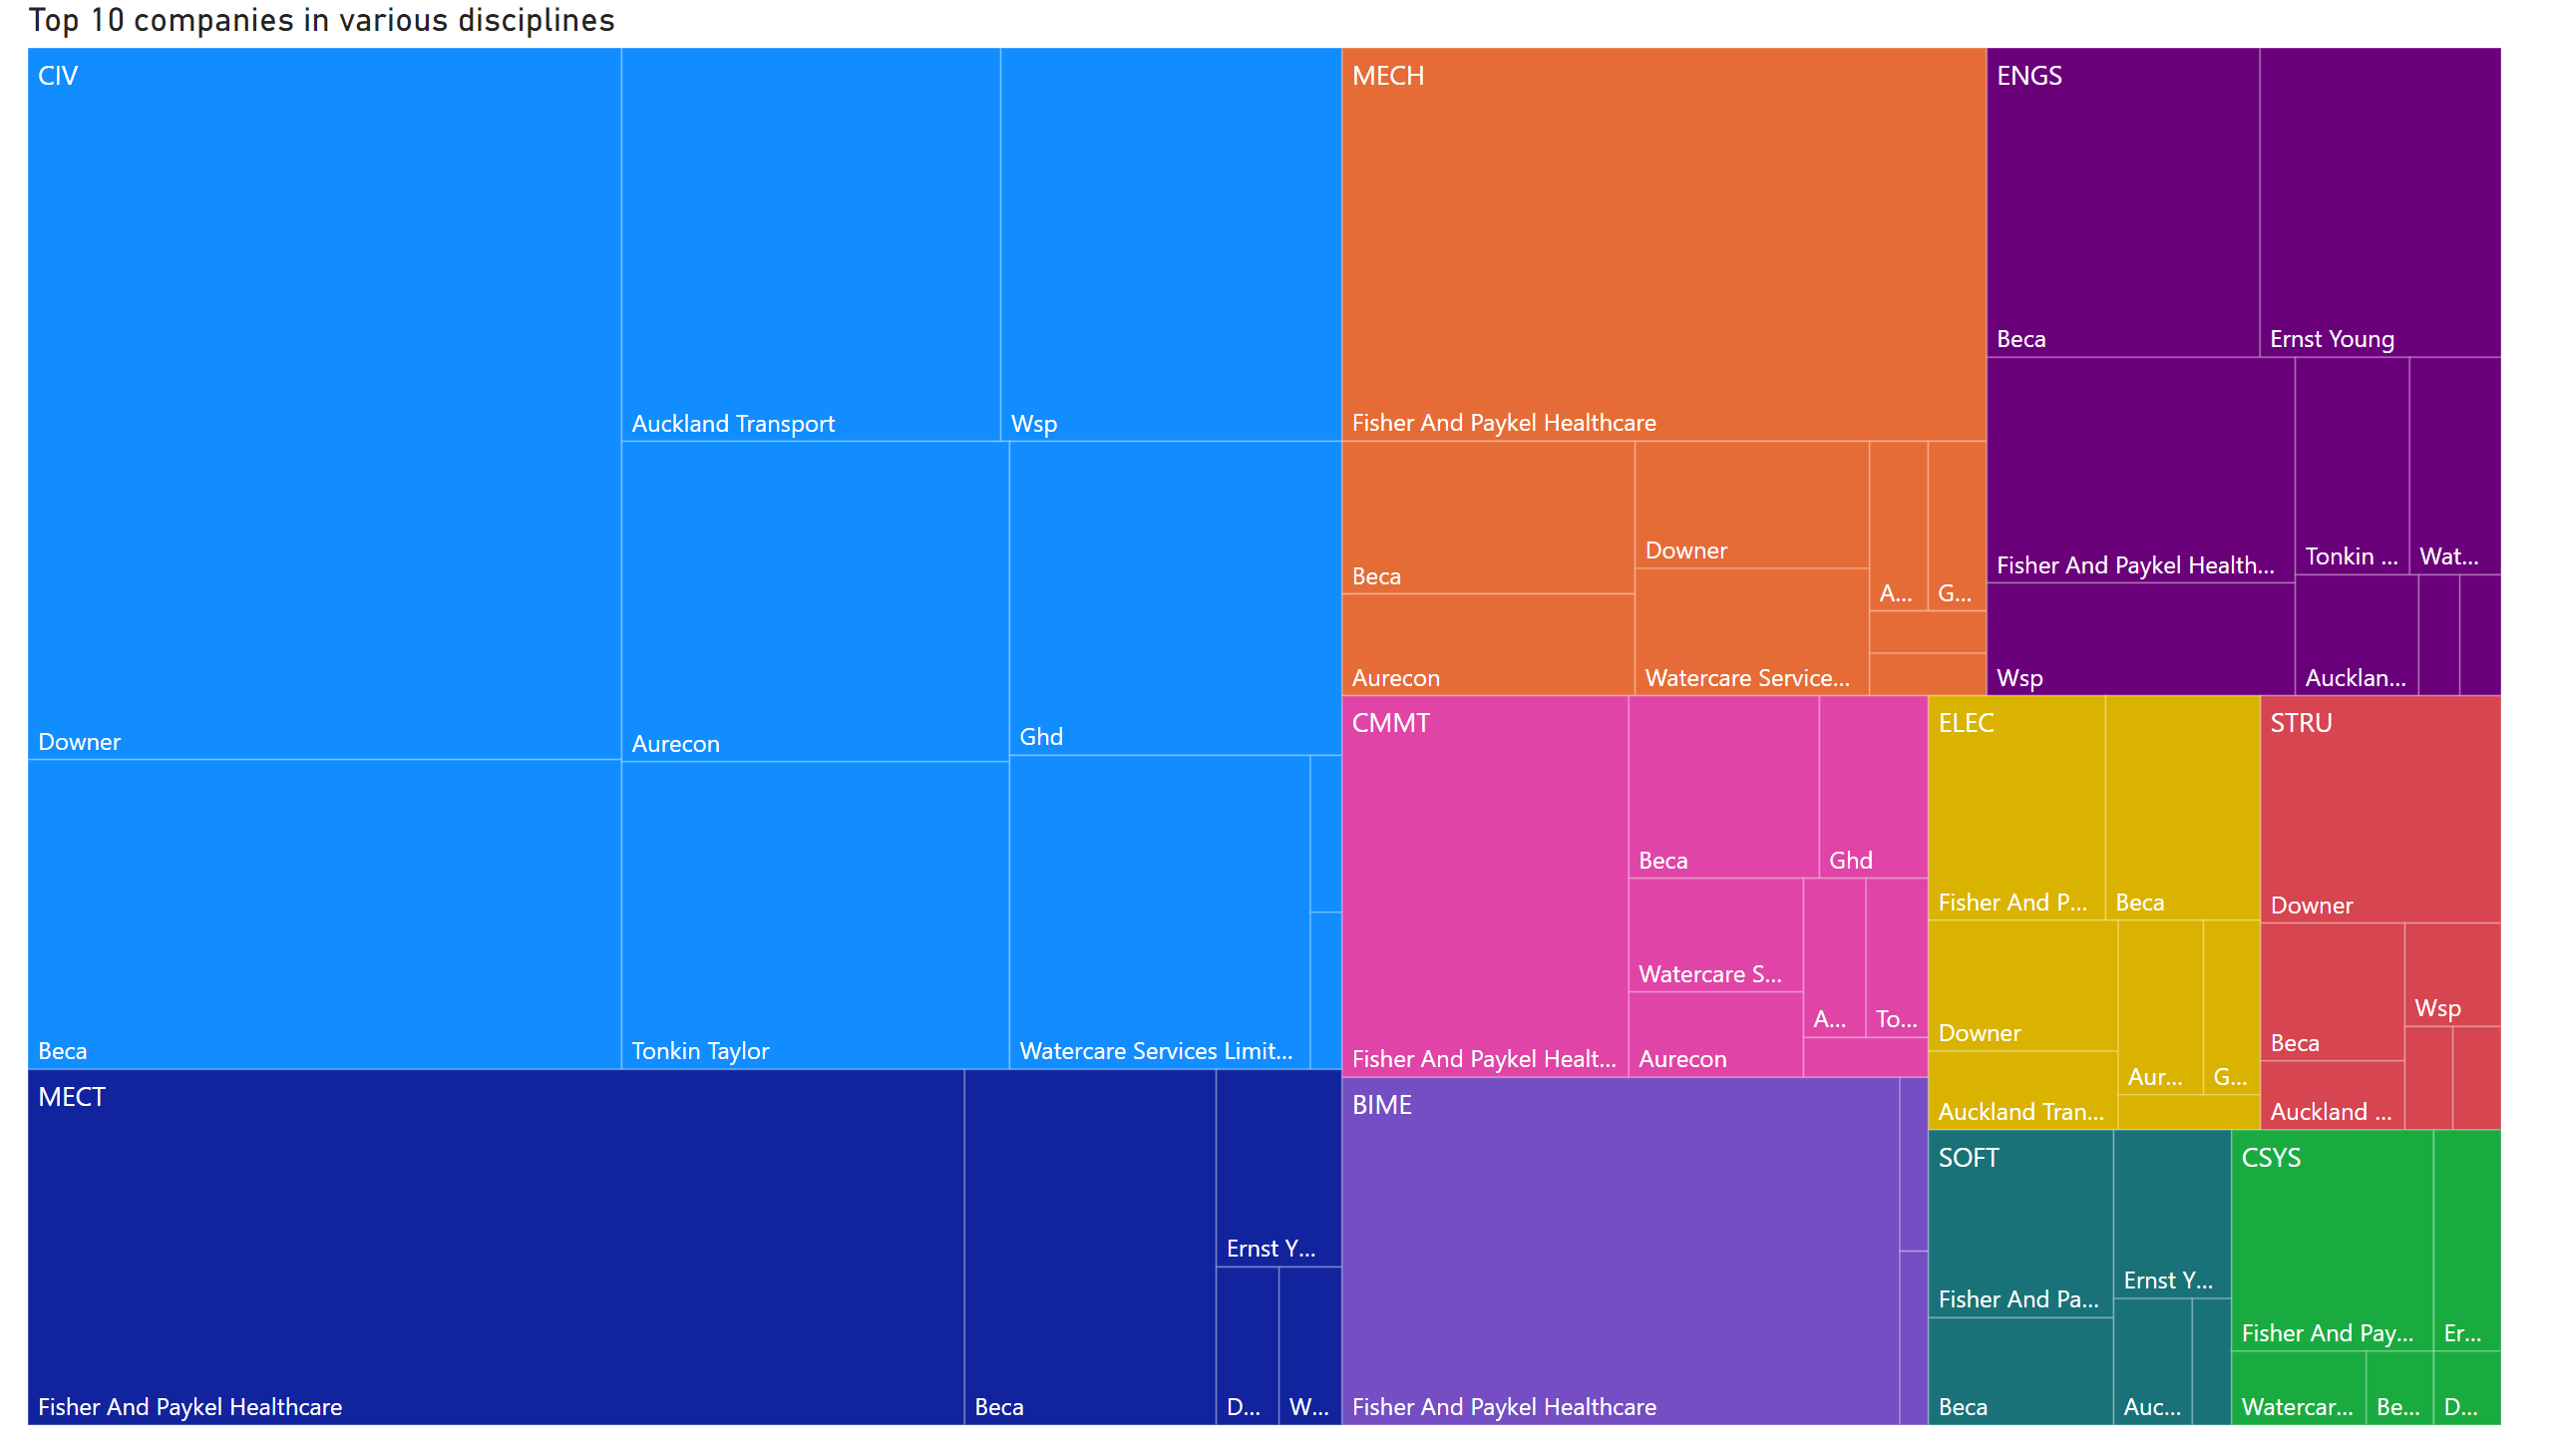 Top 10 companies in various disciplines
CIV
Downer
Beca
Auckland Transport
Wsp
Aurecon
Ghd
Tonkin Taylor
Watercare Services Limit...
MECT
Fisher And Paykel Healthcare
Beca
Ernst Y...
D...
W...
MECH
Fisher And Paykel Healthcare
Beca
Aurecon
Downer
Watercare Service...
A...
G...
ENGS
Beca
Ernst Young
Fisher And Paykel Health...
Wsp
Tonkin ...
Wat...
Aucklan...
CMMT
Fisher And Paykel Healt...
Beca
Ghd
Watercare S...
Aurecon
A...
To...
BIME
Fisher And Paykel Healthcare
ELEC
Fisher And P...
Beca
Downer
Auckland Tran...
Aur...
G...
STRU
Downer
Beca
Auckland ...
Wsp
SOFT
Fisher And Pa...
Beca
Ernst Y...
Auc...
CSYS
Fisher And Pay...
Er...
Watercar...
Be...
D...